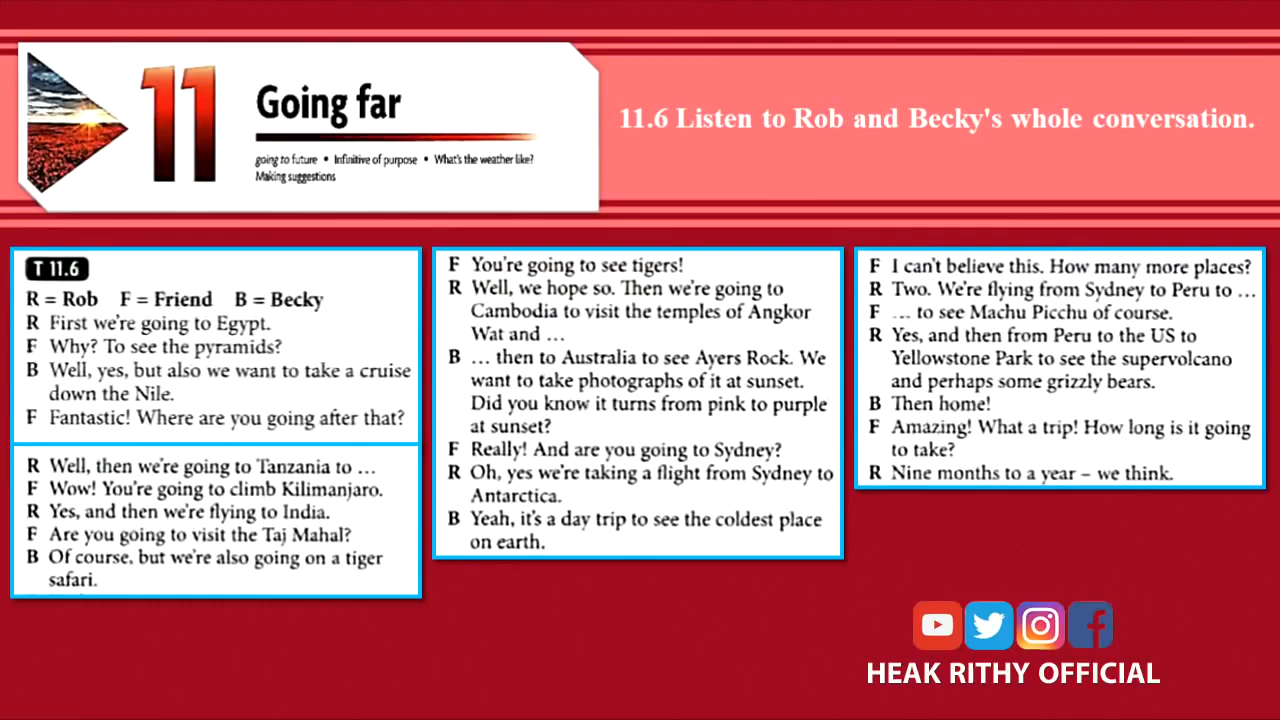 11
Going far
going to future • Infinitive of purpose • What's the weather like?
Making suggestions
11.6 Listen to Rob and Becky's whole conversation.
T 11.6
R = Rob F = Friend B = Becky
R First we're going to Egypt.
F Why? To see the pyramids?
B Well, yes, but also we want to take a cruise
down the Nile.
F Fantastic! Where are you going after that?
R Well, then we're going to Tanzania to …
F Wow! You're going to climb Kilimanjaro.
R Yes, and then we're flying to India.
F Are you going to visit the Taj Mahal?
B Of course, but we're also going on a tiger
safari.
F You're going to see tigers!
R Well, we hope so. Then we're going to
Cambodia to visit the temples of Angkor
Wat and …
B … then to Australia to see Ayers Rock. We
want to take photographs of it at sunset.
Did you know it turns from pink to purple
at sunset?
F Really! And are you going to Sydney?
R Oh, yes we're taking a flight from Sydney to
Antarctica.
B Yeah, it's a day trip to see the coldest place
on earth.
F I can't believe this. How many more places?
R Two. We're flying from Sydney to Peru to …
F … to see Machu Picchu of course.
R Yes, and then from Peru to the US to
Yellowstone Park to see the supervolcano
and perhaps some grizzly bears.
B Then home!
F Amazing! What a trip! How long is it going
to take?
R Nine months to a year – we think.
HEAK RITHY OFFICIAL